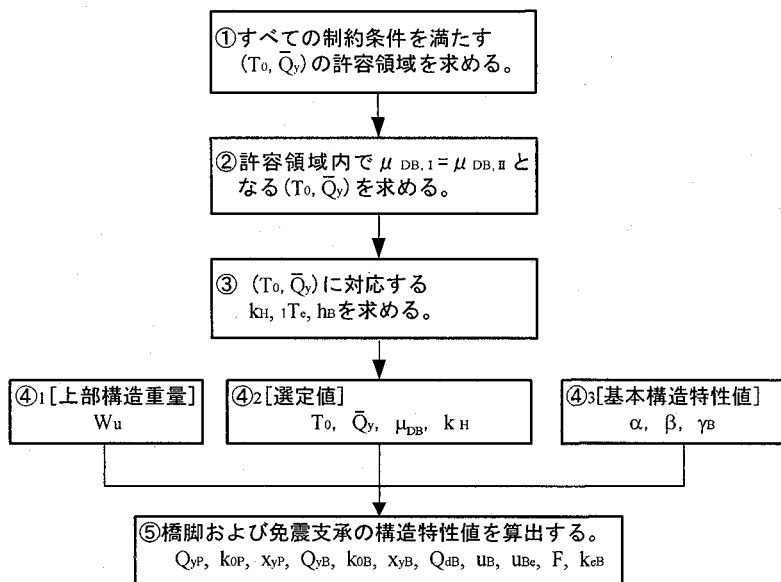 ①すべての制約条件を満たす
(T₀, Q̄y)の許容領域を求める。
②許容領域内で μ DB, I = μ DB, II と
なる(T₀, Q̄y)を求める。
③ (T₀, Q̄y)に対応する
kH, 1Te, hBを求める。
④1[上部構造重量]
Wu
④2[選定値]
T₀, Q̄y, μDB, k H
④3[基本構造特性値]
α, β, γB
⑤橋脚および免震支承の構造特性値を算出する。
QyP, k0P, xyP, QyB, k0B, xyB, QdB, uB, uBe, F, keB